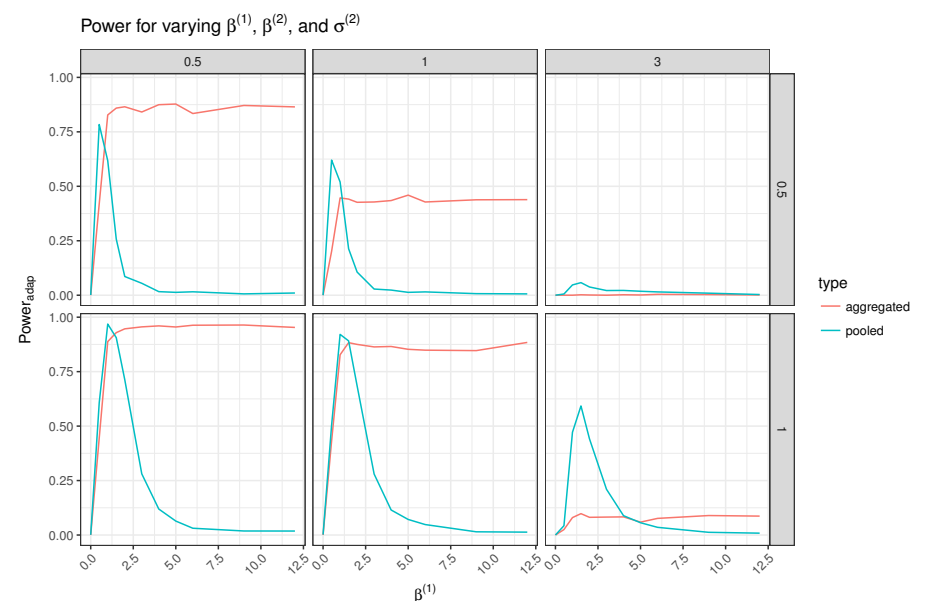 Power for varying β⁽¹⁾, β⁽²⁾, and σ⁽²⁾
0.5 1 3
1.00
0.75
0.50
0.25
0.00
0.5
1.00
0.75
0.50
0.25
0.00
1
Power_adap
0.0 2.5 5.0 7.5 10.0 12.5 0.0 2.5 5.0 7.5 10.0 12.5 0.0 2.5 5.0 7.5 10.0 12.5
β⁽¹⁾
type
aggregated
pooled